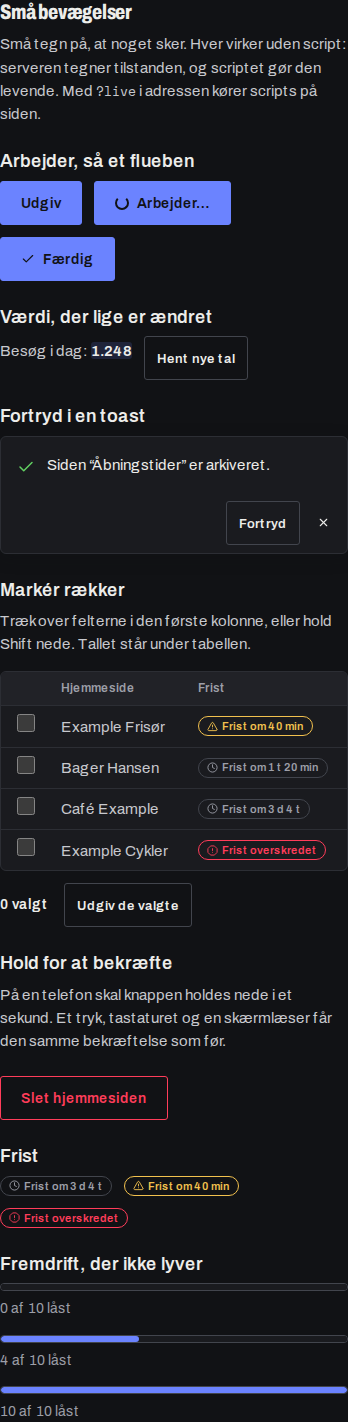 Småbevægelser
Små tegn på, at noget sker. Hver virker uden script:
serveren tegner tilstanden, og scriptet gør den
levende. Med ?live i adressen kører scripts på
siden.
Arbejder, så et flueben
Udgiv
Arbejder…
Færdig
Værdi, der lige er ændret
Besøg i dag: 1.248
Hent nye tal
Fortryd i en toast
Siden “Åbningstider” er arkiveret.
Fortryd
Markér rækker
Træk over felterne i den første kolonne, eller hold
Shift nede. Tallet står under tabellen.
Hjemmeside Frist
Example Frisør Frist om 40 min
Bager Hansen Frist om 1 t 20 min
Café Example Frist om 3 d 4 t
Example Cykler Frist overskredet
0 valgt
Udgiv de valgte
Hold for at bekræfte
På en telefon skal knappen holdes nede i et
sekund. Et tryk, tastaturet og en skærmlæser får
den samme bekræftelse som før.
Slet hjemmesiden
Frist
Frist om 3 d 4 t
Frist om 40 min
Frist overskredet
Fremdrift, der ikke lyver
0 af 10 låst
4 af 10 låst
10 af 10 låst